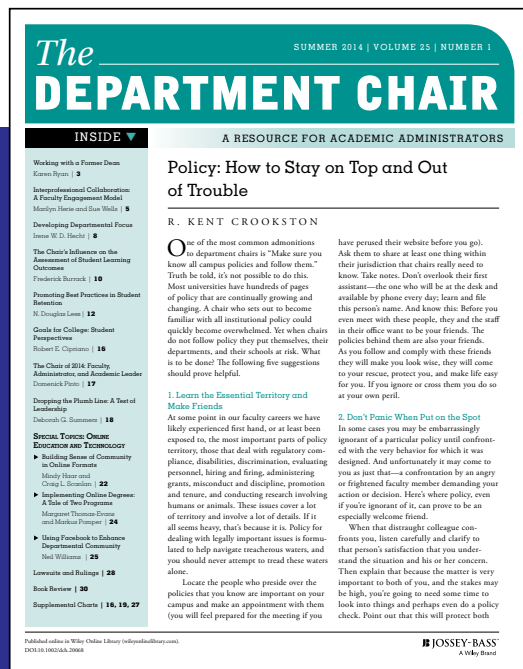 The
SUMMER 2014 | VOLUME 25 | NUMBER 1
DEPARTMENT CHAIR
INSIDE ▼
A RESOURCE FOR ACADEMIC ADMINISTRATORS
Working with a Former Dean
Karen Ryan | 3
Interprofessional Collaboration:
A Faculty Engagement Model
Marilyn Herie and Sue Wells | 5
Developing Departmental Focus
Irene W. D. Hecht | 8
The Chair's Influence on the
Assessment of Student Learning
Outcomes
Frederick Burrack | 10
Promoting Best Practices in Student
Retention
N. Douglas Lees | 12
Goals for College: Student
Perspectives
Robert E. Cipriano | 16
The Chair of 2014: Faculty,
Administrator, and Academic Leader
Domenick Pinto | 17
Dropping the Plumb Line: A Test of
Leadership
Deborah G. Summers | 18
SPECIAL TOPICS: ONLINE
EDUCATION AND TECHNOLOGY
▶ Building Sense of Community
in Online Formats
Mindy Haar and
Craig L. Scanlan | 22
▶ Implementing Online Degrees:
A Tale of Two Programs
Margaret Thomas-Evans
and Markus Pomper | 24
▶ Using Facebook to Enhance
Departmental Community
Neil Williams | 25
Lawsuits and Rulings | 28
Book Review | 30
Supplemental Charts | 16, 19, 27
Policy: How to Stay on Top and Out
of Trouble
R. KENT CROOKSTON
One of the most common admonitions
to department chairs is “Make sure you
know all campus policies and follow them.”
Truth be told, it's not possible to do this.
Most universities have hundreds of pages
of policy that are continually growing and
changing. A chair who sets out to become
familiar with all institutional policy could
quickly become overwhelmed. Yet when chairs
do not follow policy they put themselves, their
departments, and their schools at risk. What
is to be done? The following five suggestions
should prove helpful.
1. Learn the Essential Territory and
Make Friends
At some point in our faculty careers we have
likely experienced first hand, or at least been
exposed to, the most important parts of policy
territory, those that deal with regulatory com-
pliance, disabilities, discrimination, evaluating
personnel, hiring and firing, administering
grants, misconduct and discipline, promotion
and tenure, and conducting research involving
humans or animals. These issues cover a lot
of territory and involve a lot of details. If it
all seems heavy, that's because it is. Policy for
dealing with legally important issues is formu-
lated to help navigate treacherous waters, and
you should never attempt to tread these waters
alone.
Locate the people who preside over the
policies that you know are important on your
campus and make an appointment with them
(you will feel prepared for the meeting if you
have perused their website before you go).
Ask them to share at least one thing within
their jurisdiction that chairs really need to
know. Take notes. Don't overlook their first
assistant—the one who will be at the desk and
available by phone every day; learn and file
this person's name. And know this: Before you
even meet with these people, they and the staff
in their office want to be your friends. The
policies behind them are also your friends.
As you follow and comply with these friends
they will make you look wise, they will come
to your rescue, protect you, and make life easy
for you. If you ignore or cross them you do so
at your own peril.
2. Don't Panic When Put on the Spot
In some cases you may be embarrassingly
ignorant of a particular policy until confront-
ed with the very behavior for which it was
designed. And unfortunately it may come to
you as just that—a confrontation by an angry
or frightened faculty member demanding your
action or decision. Here's where policy, even
if you're ignorant of it, can prove to be an
especially welcome friend.
When that distraught colleague con-
fronts you, listen carefully and clarify to
that person's satisfaction that you under-
stand the situation and his or her concern.
Then explain that because the matter is very
important to both of you, and the stakes may
be high, you're going to need some time to
look into things and perhaps even do a policy
check. Point out that this will protect both
Published online in Wiley Online Library (wileyonlinelibrary.com).
DOI:10.1002/dch.20068
JOSSEY-BASS
A Wiley Brand